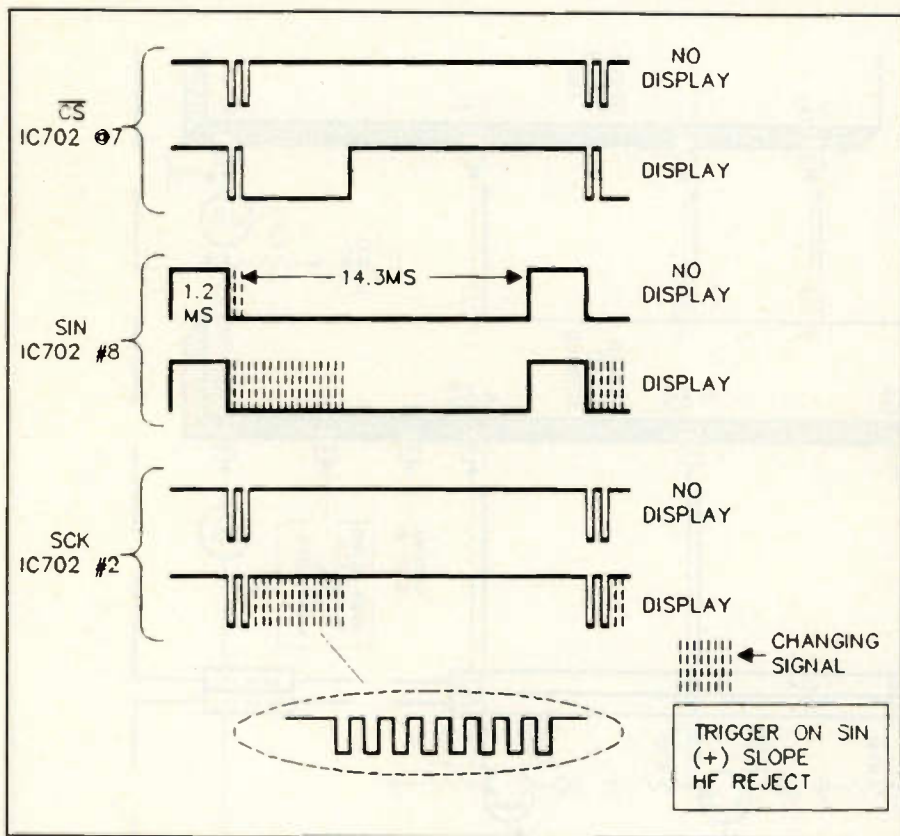 NO
DISPLAY
CS
IC702 #7
DISPLAY
14.3MS
NO
DISPLAY
1.2
MS
SIN
IC702 #8
DISPLAY
NO
DISPLAY
SCK
IC702 #2
DISPLAY
CHANGING
SIGNAL
TRIGGER ON SIN
(+) SLOPE
HF REJECT